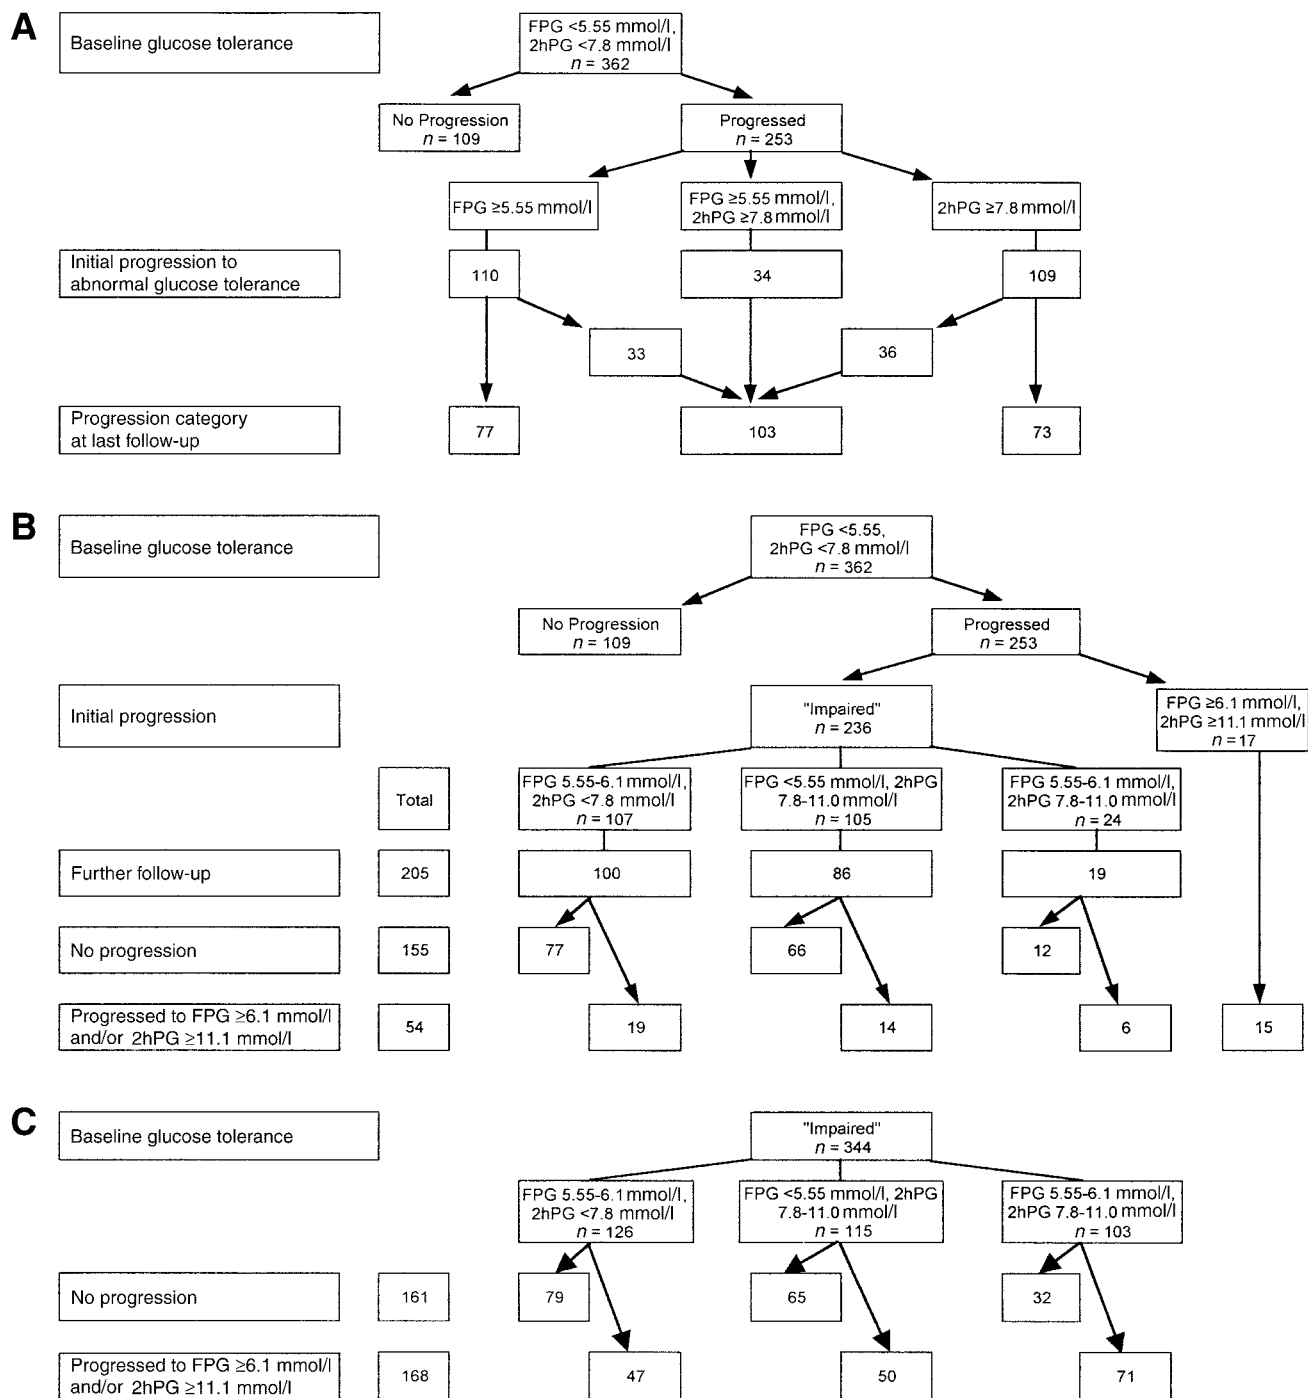 A
Baseline glucose tolerance
FPG <5.55 mmol/l,
2hPG <7.8 mmol/l
n = 362
No Progression
n = 109
Progressed
n = 253
FPG ≥5.55 mmol/l
FPG ≥5.55 mmol/l,
2hPG ≥7.8 mmol/l
2hPG ≥7.8 mmol/l
Initial progression to
abnormal glucose tolerance
110
34
109
33
36
Progression category
at last follow-up
77
103
73
B
Baseline glucose tolerance
FPG <5.55,
2hPG <7.8 mmol/l
n = 362
No Progression
n = 109
Progressed
n = 253
Initial progression
"Impaired"
n = 236
FPG ≥6.1 mmol/l,
2hPG ≥11.1 mmol/l
n = 17
Total
FPG 5.55-6.1 mmol/l,
2hPG <7.8 mmol/l
n = 107
FPG <5.55 mmol/l, 2hPG
7.8-11.0 mmol/l
n = 105
FPG 5.55-6.1 mmol/l,
2hPG 7.8-11.0 mmol/l
n = 24
Further follow-up
205
100
86
19
No progression
155
77
66
12
Progressed to FPG ≥6.1 mmol/l
and/or 2hPG ≥11.1 mmol/l
54
19
14
6
15
C
Baseline glucose tolerance
"Impaired"
n = 344
FPG 5.55-6.1 mmol/l,
2hPG <7.8 mmol/l
n = 126
FPG <5.55 mmol/l, 2hPG
7.8-11.0 mmol/l
n = 115
FPG 5.55-6.1 mmol/l,
2hPG 7.8-11.0 mmol/l
n = 103
No progression
161
79
65
32
Progressed to FPG ≥6.1 mmol/l
and/or 2hPG ≥11.1 mmol/l
168
47
50
71